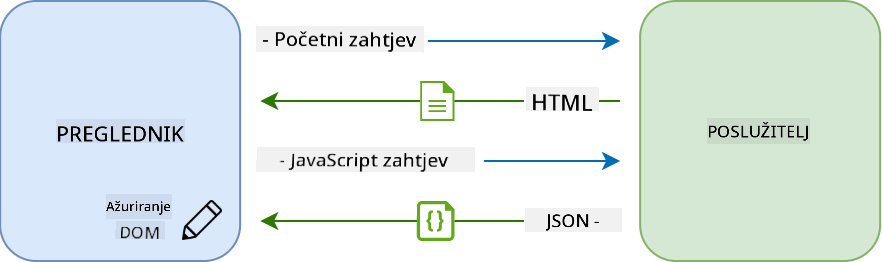 - Početni zahtjev
HTML
PREGLEDNIK
POSLUŽITELJ
- JavaScript zahtjev
Ažuriranje
DOM
JSON -